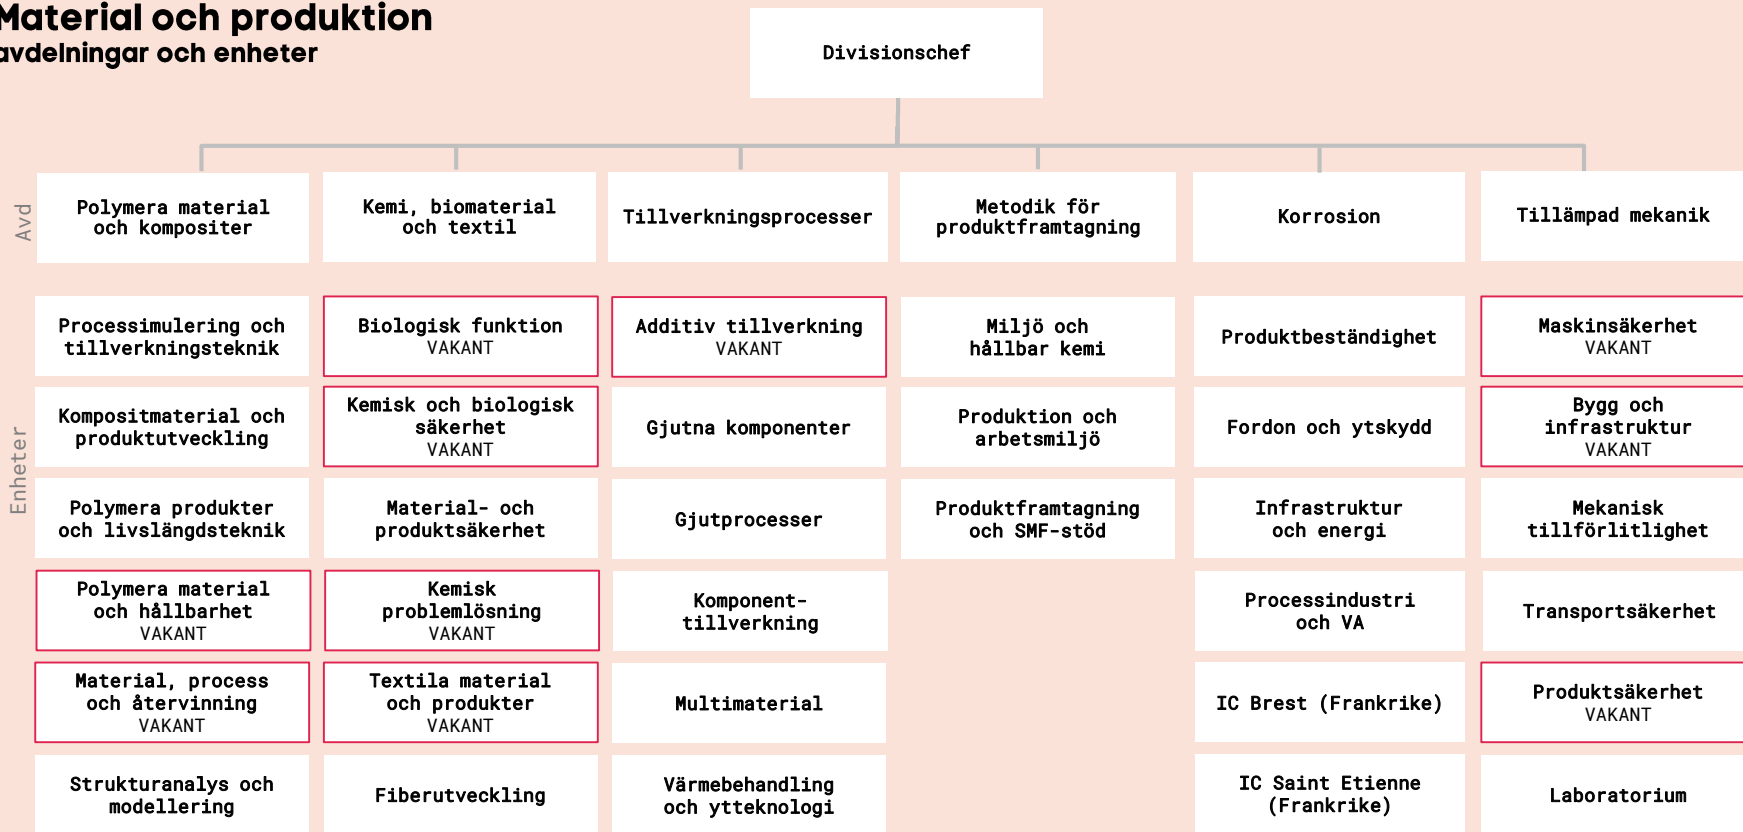 Material och produktion
avdelningar och enheter
Divisionschef
Avd
Polymera material
och kompositer
Kemi, biomaterial
och textil
Tillverkningsprocesser
Metodik för
produktframtagning
Korrosion
Tillämpad mekanik
Enheter
Processimulering och
tillverkningsteknik
Biologisk funktion
VAKANT
Additiv tillverkning
VAKANT
Miljö och
hållbar kemi
Produktbeständighet
Maskinsäkerhet
VAKANT
Kompositmaterial och
produktutveckling
Kemisk och biologisk
säkerhet
VAKANT
Gjutna komponenter
Produktion och
arbetsmiljö
Fordon och ytskydd
Bygg och
infrastruktur
VAKANT
Polymera produkter
och livslängdsteknik
Material- och
produktsäkerhet
Gjutprocesser
Produktframtagning
och SMF-stöd
Infrastruktur
och energi
Mekanisk
tillförlitlighet
Polymera material
och hållbarhet
VAKANT
Kemisk
problemlösning
VAKANT
Komponent-
tillverkning
Processindustri
och VA
Transportsäkerhet
Material, process
och återvinning
VAKANT
Textila material
och produkter
VAKANT
Multimaterial
IC Brest (Frankrike)
Produktsäkerhet
VAKANT
Strukturanalys och
modellering
Fiberutveckling
Värmebehandling
och ytteknologi
IC Saint Etienne
(Frankrike)
Laboratorium